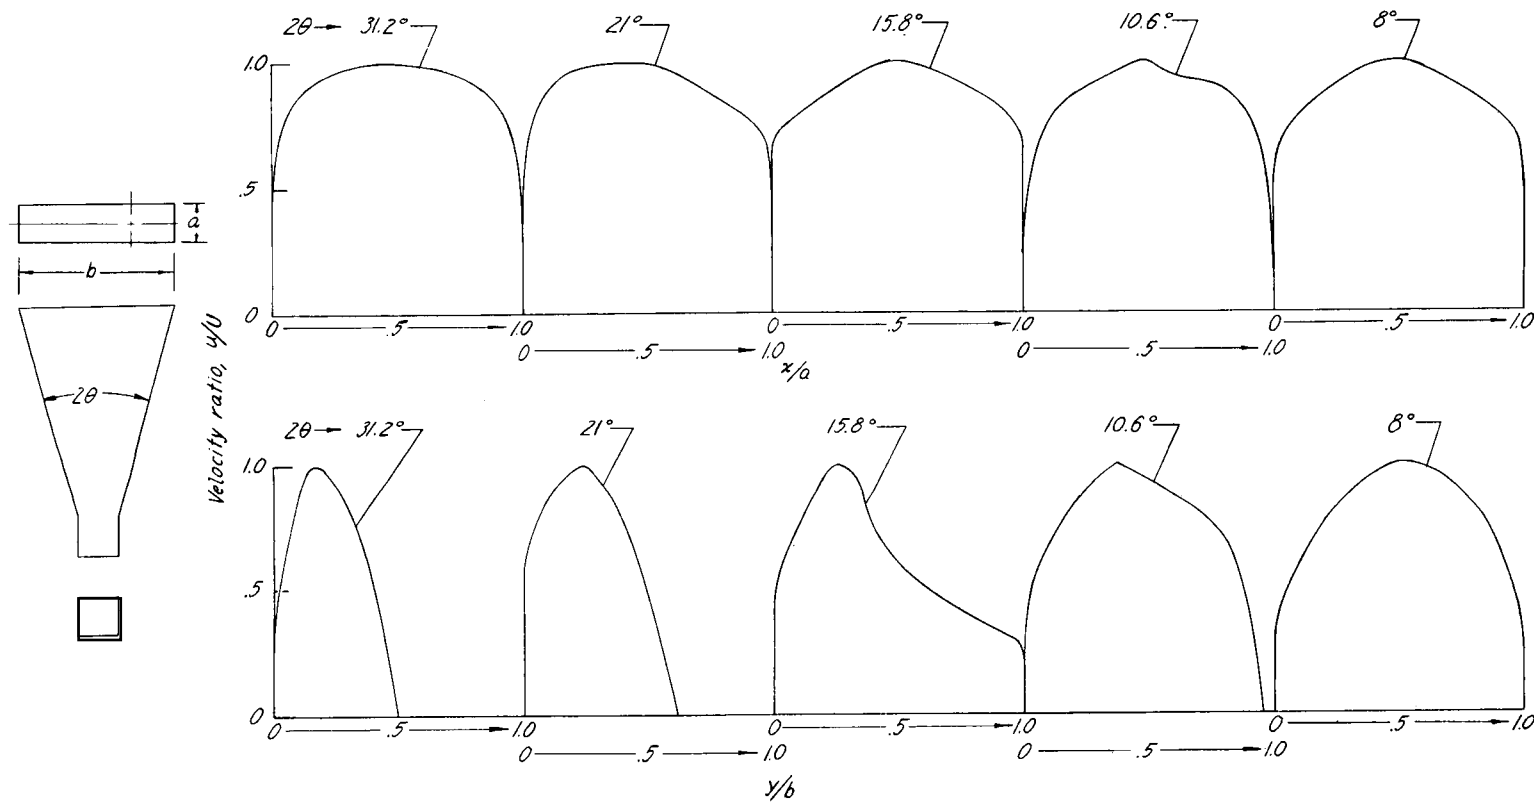 2θ → 31.2° 21° 15.8° 10.6° 8°
1.0
.5
0
0 .5 1.0 0 .5 1.0 0 .5 1.0
0 .5 1.0 0 .5 1.0
x/a
a
b
2θ
Velocity ratio, u/U
2θ → 31.2° 21° 15.8° 10.6° 8°
1.0
.5
0
0 .5 1.0 0 .5 1.0 0 .5 1.0
0 .5 1.0 0 .5 1.0
y/b